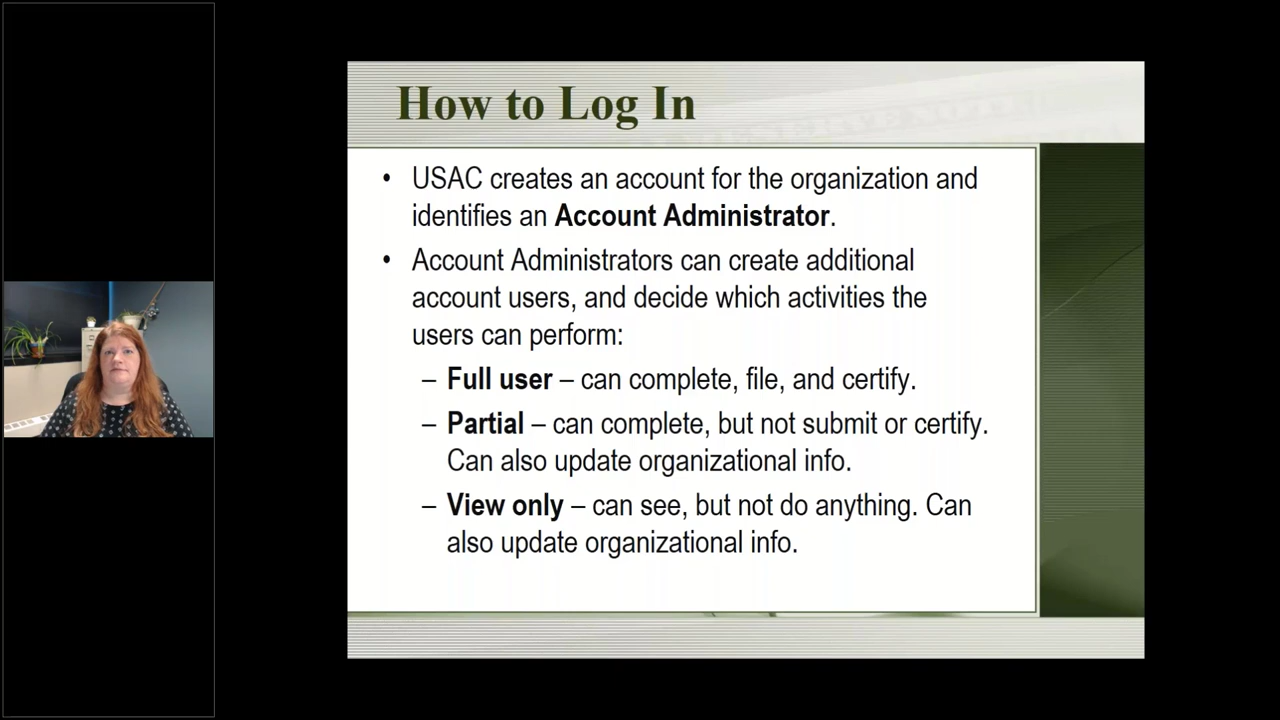 How to Log In
• USAC creates an account for the organization and
identifies an Account Administrator.
• Account Administrators can create additional
account users, and decide which activities the
users can perform:
– Full user – can complete, file, and certify.
– Partial – can complete, but not submit or certify.
Can also update organizational info.
– View only – can see, but not do anything. Can
also update organizational info.